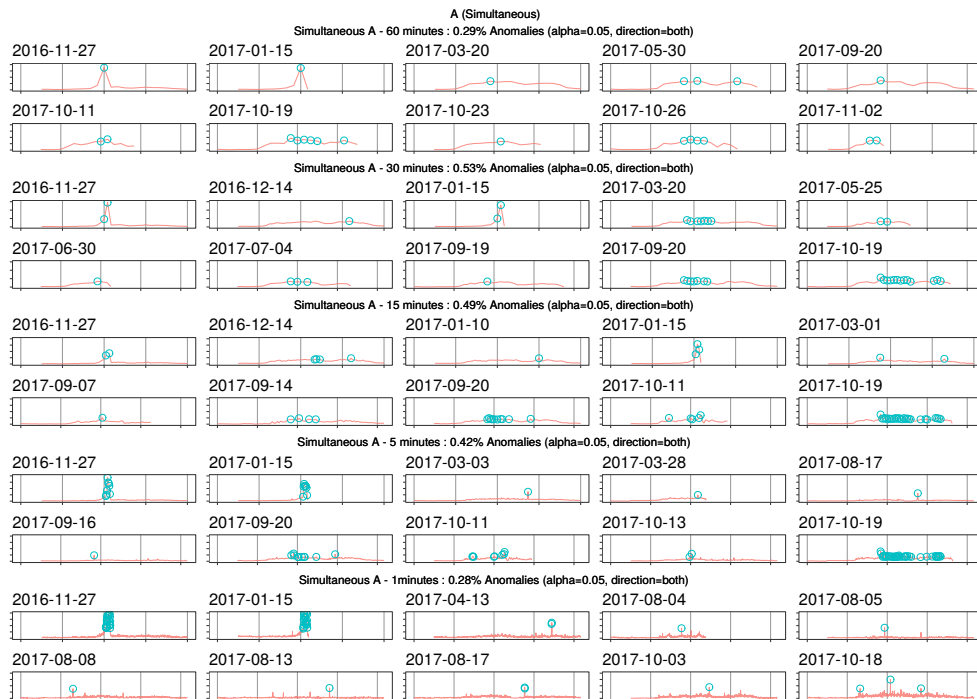 A (Simultaneous)
Simultaneous A - 60 minutes : 0.29% Anomalies (alpha=0.05, direction=both)
2016-11-27 2017-01-15 2017-03-20 2017-05-30 2017-09-20
2017-10-11 2017-10-19 2017-10-23 2017-10-26 2017-11-02
Simultaneous A - 30 minutes : 0.53% Anomalies (alpha=0.05, direction=both)
2016-11-27 2016-12-14 2017-01-15 2017-03-20 2017-05-25
2017-06-30 2017-07-04 2017-09-19 2017-09-20 2017-10-19
Simultaneous A - 15 minutes : 0.49% Anomalies (alpha=0.05, direction=both)
2016-11-27 2016-12-14 2017-01-10 2017-01-15 2017-03-01
2017-09-07 2017-09-14 2017-09-20 2017-10-11 2017-10-19
Simultaneous A - 5 minutes : 0.42% Anomalies (alpha=0.05, direction=both)
2016-11-27 2017-01-15 2017-03-03 2017-03-28 2017-08-17
2017-09-16 2017-09-20 2017-10-11 2017-10-13 2017-10-19
Simultaneous A - 1minutes : 0.28% Anomalies (alpha=0.05, direction=both)
2016-11-27 2017-01-15 2017-04-13 2017-08-04 2017-08-05
2017-08-08 2017-08-13 2017-08-17 2017-10-03 2017-10-18